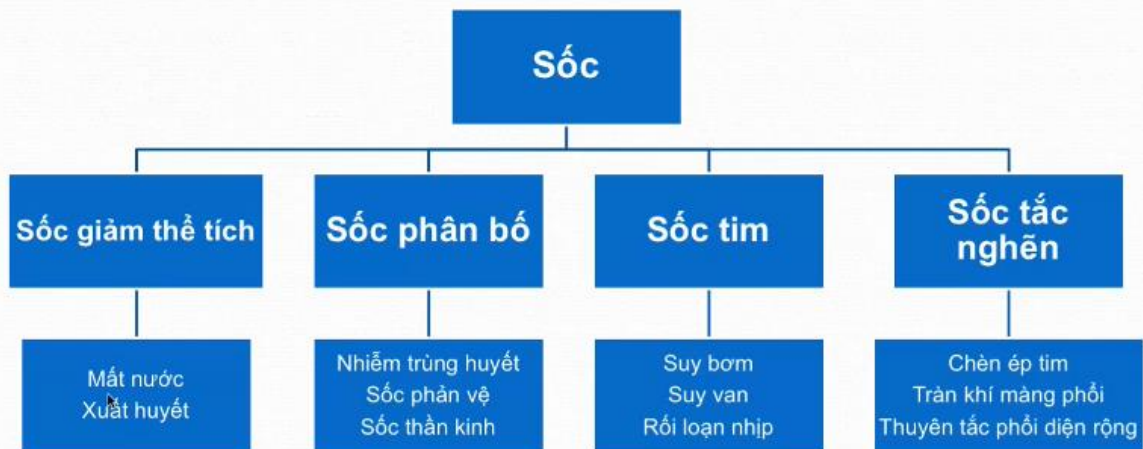 Sốc
Sốc giảm thể tích
Sốc phân bố
Sốc tim
Sốc tắc
nghẽn
Mất nước
Xuất huyết
Nhiễm trùng huyết
Sốc phản vệ
Sốc thần kinh
Suy bơm
Suy van
Rối loạn nhịp
Chèn ép tim
Tràn khí màng phổi
Thuyên tắc phổi diện rộng